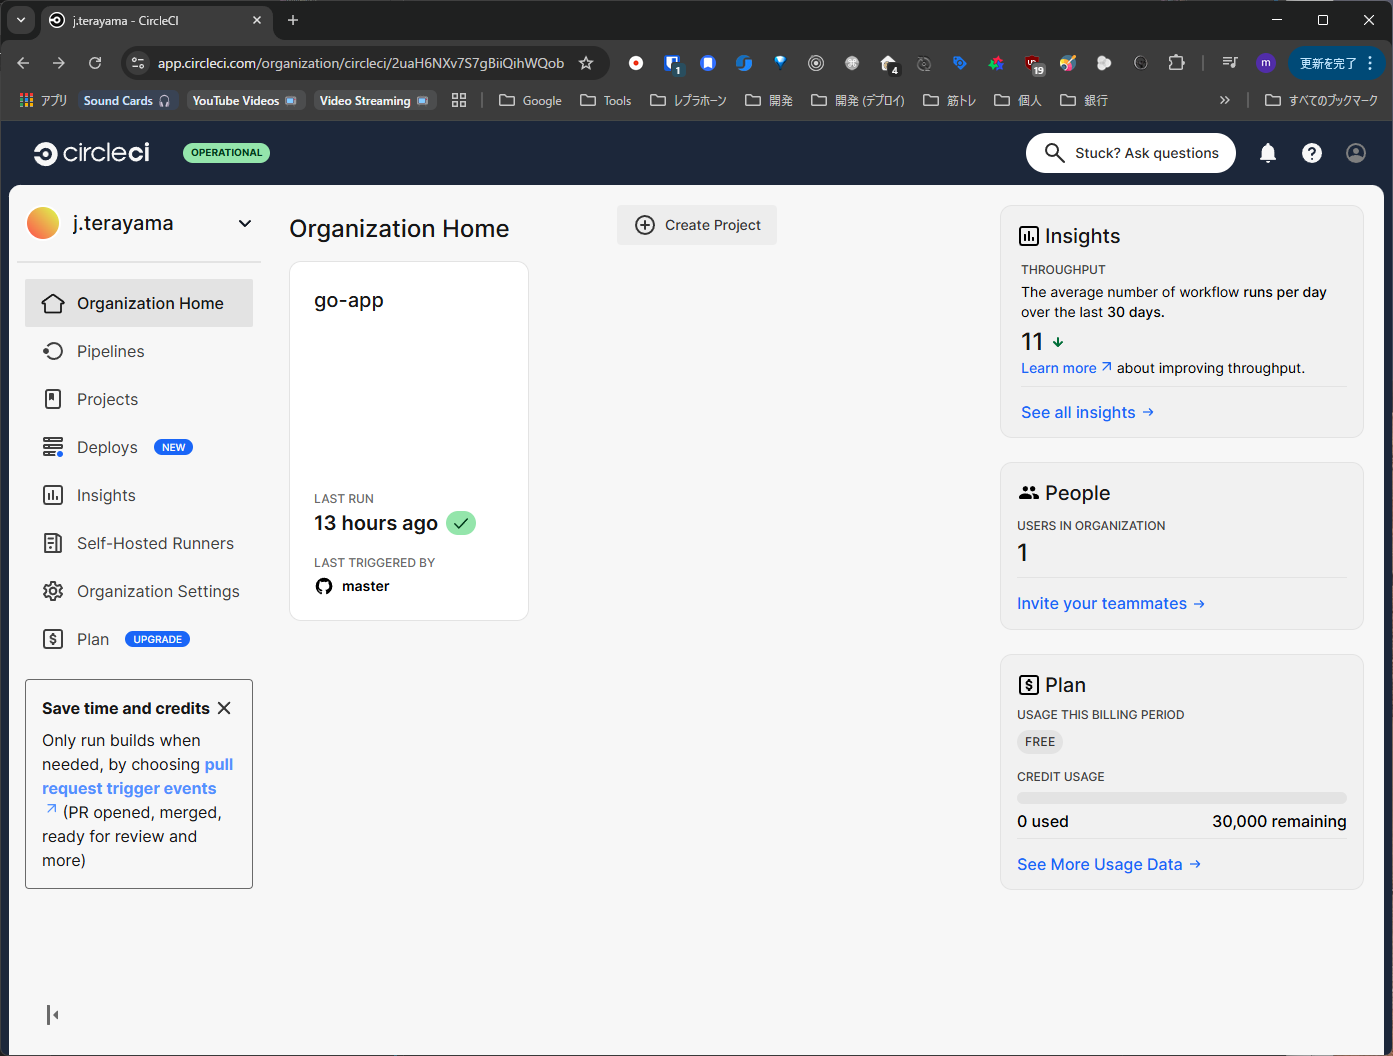 j.terayama - CircleCI
app.circleci.com/organization/circleci/2uaH6NXv7S7gBiiQihWQob
1
4
19
m
更新を完了
アプリ
Sound Cards
YouTube Videos
Video Streaming
Google
Tools
レプラホーン
開発
開発 (デプロイ)
筋トレ
個人
銀行
すべてのブックマーク
circleci
OPERATIONAL
Stuck? Ask questions
j.terayama
Organization Home
Pipelines
Projects
Deploys NEW
Insights
Self-Hosted Runners
Organization Settings
Plan UPGRADE
Save time and credits
Only run builds when
needed, by choosing pull
request trigger events
(PR opened, merged,
ready for review and
more)
Organization Home
Create Project
go-app
LAST RUN
13 hours ago
LAST TRIGGERED BY
master
Insights
THROUGHPUT
The average number of workflow runs per day
over the last 30 days.
11
Learn more about improving throughput.
See all insights
People
USERS IN ORGANIZATION
1
Invite your teammates
Plan
USAGE THIS BILLING PERIOD
FREE
CREDIT USAGE
0 used 30,000 remaining
See More Usage Data